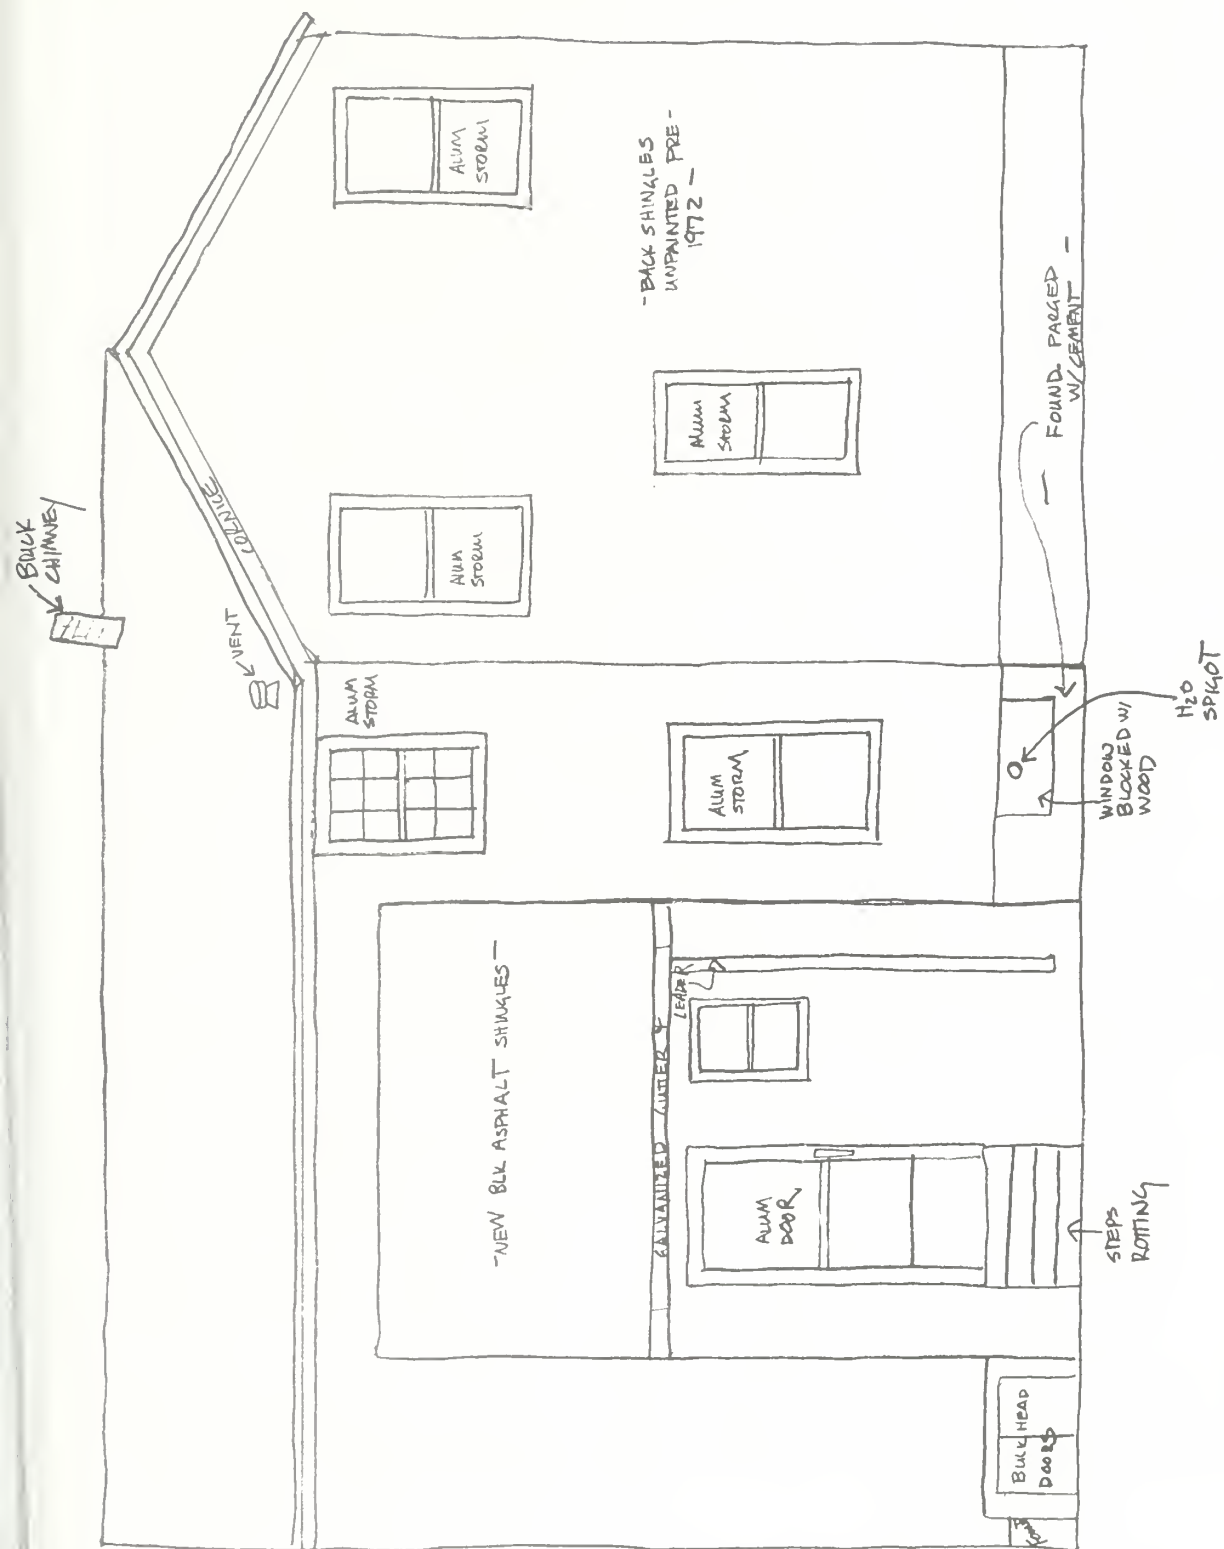 BRICK
CHIMNEY
VENT
CORNICE
ALUM
STORM
ALUM
STORM
ALUM
STORM
-BACK SHINGLES
UNPAINTED PRE-
1972 -
ALUM
STORM
ALUM
STORM
-NEW BLK ASPHALT SHINGLES-
GALVANIZED GUTTER &
LEADER
ALUM
DOOR
- FOUND. PARGED -
W/CEMENT
H2O
SPIGOT
WINDOW
BLOCKED W/
WOOD
STEPS
ROTTING
BULK HEAD
DOORS